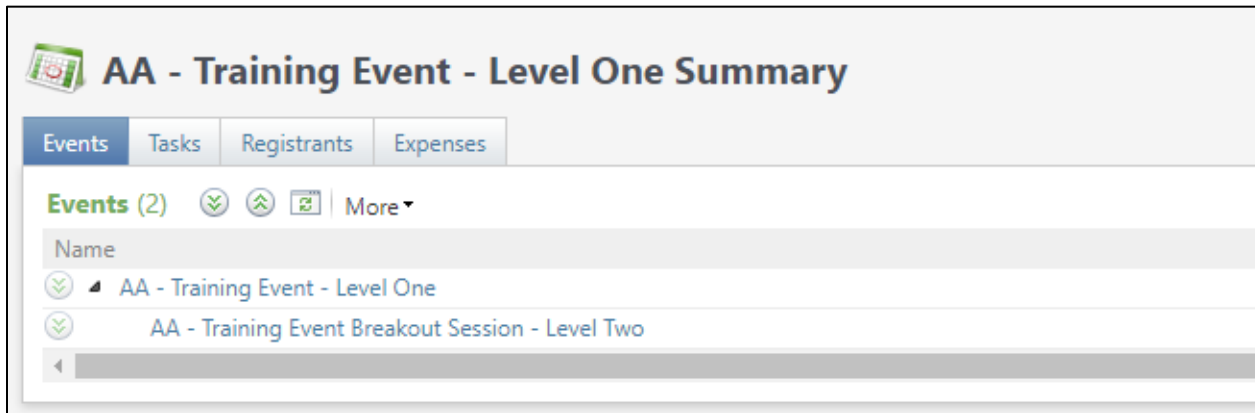 AA - Training Event - Level One Summary
Events Tasks Registrants Expenses
Events (2) More
Name
AA - Training Event - Level One
AA - Training Event Breakout Session - Level Two